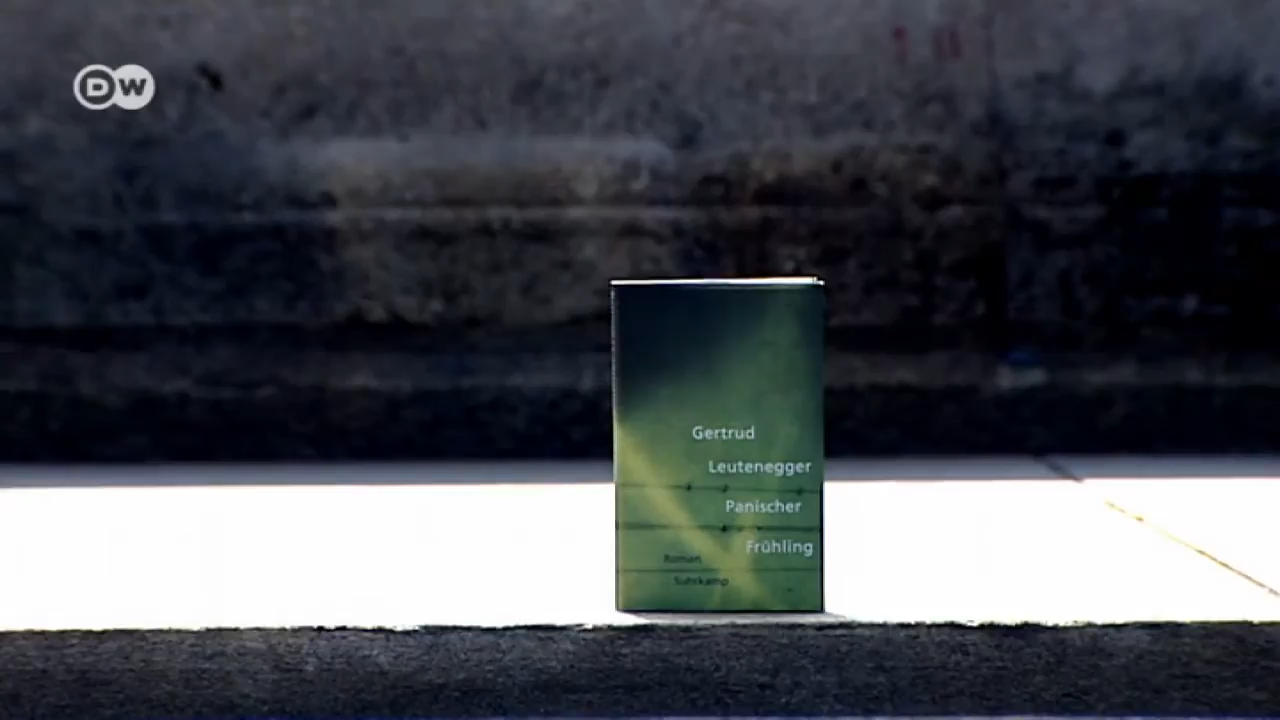 DW
Gertrud
Leutenegger
Panischer
Frühling
Roman
Suhrkamp